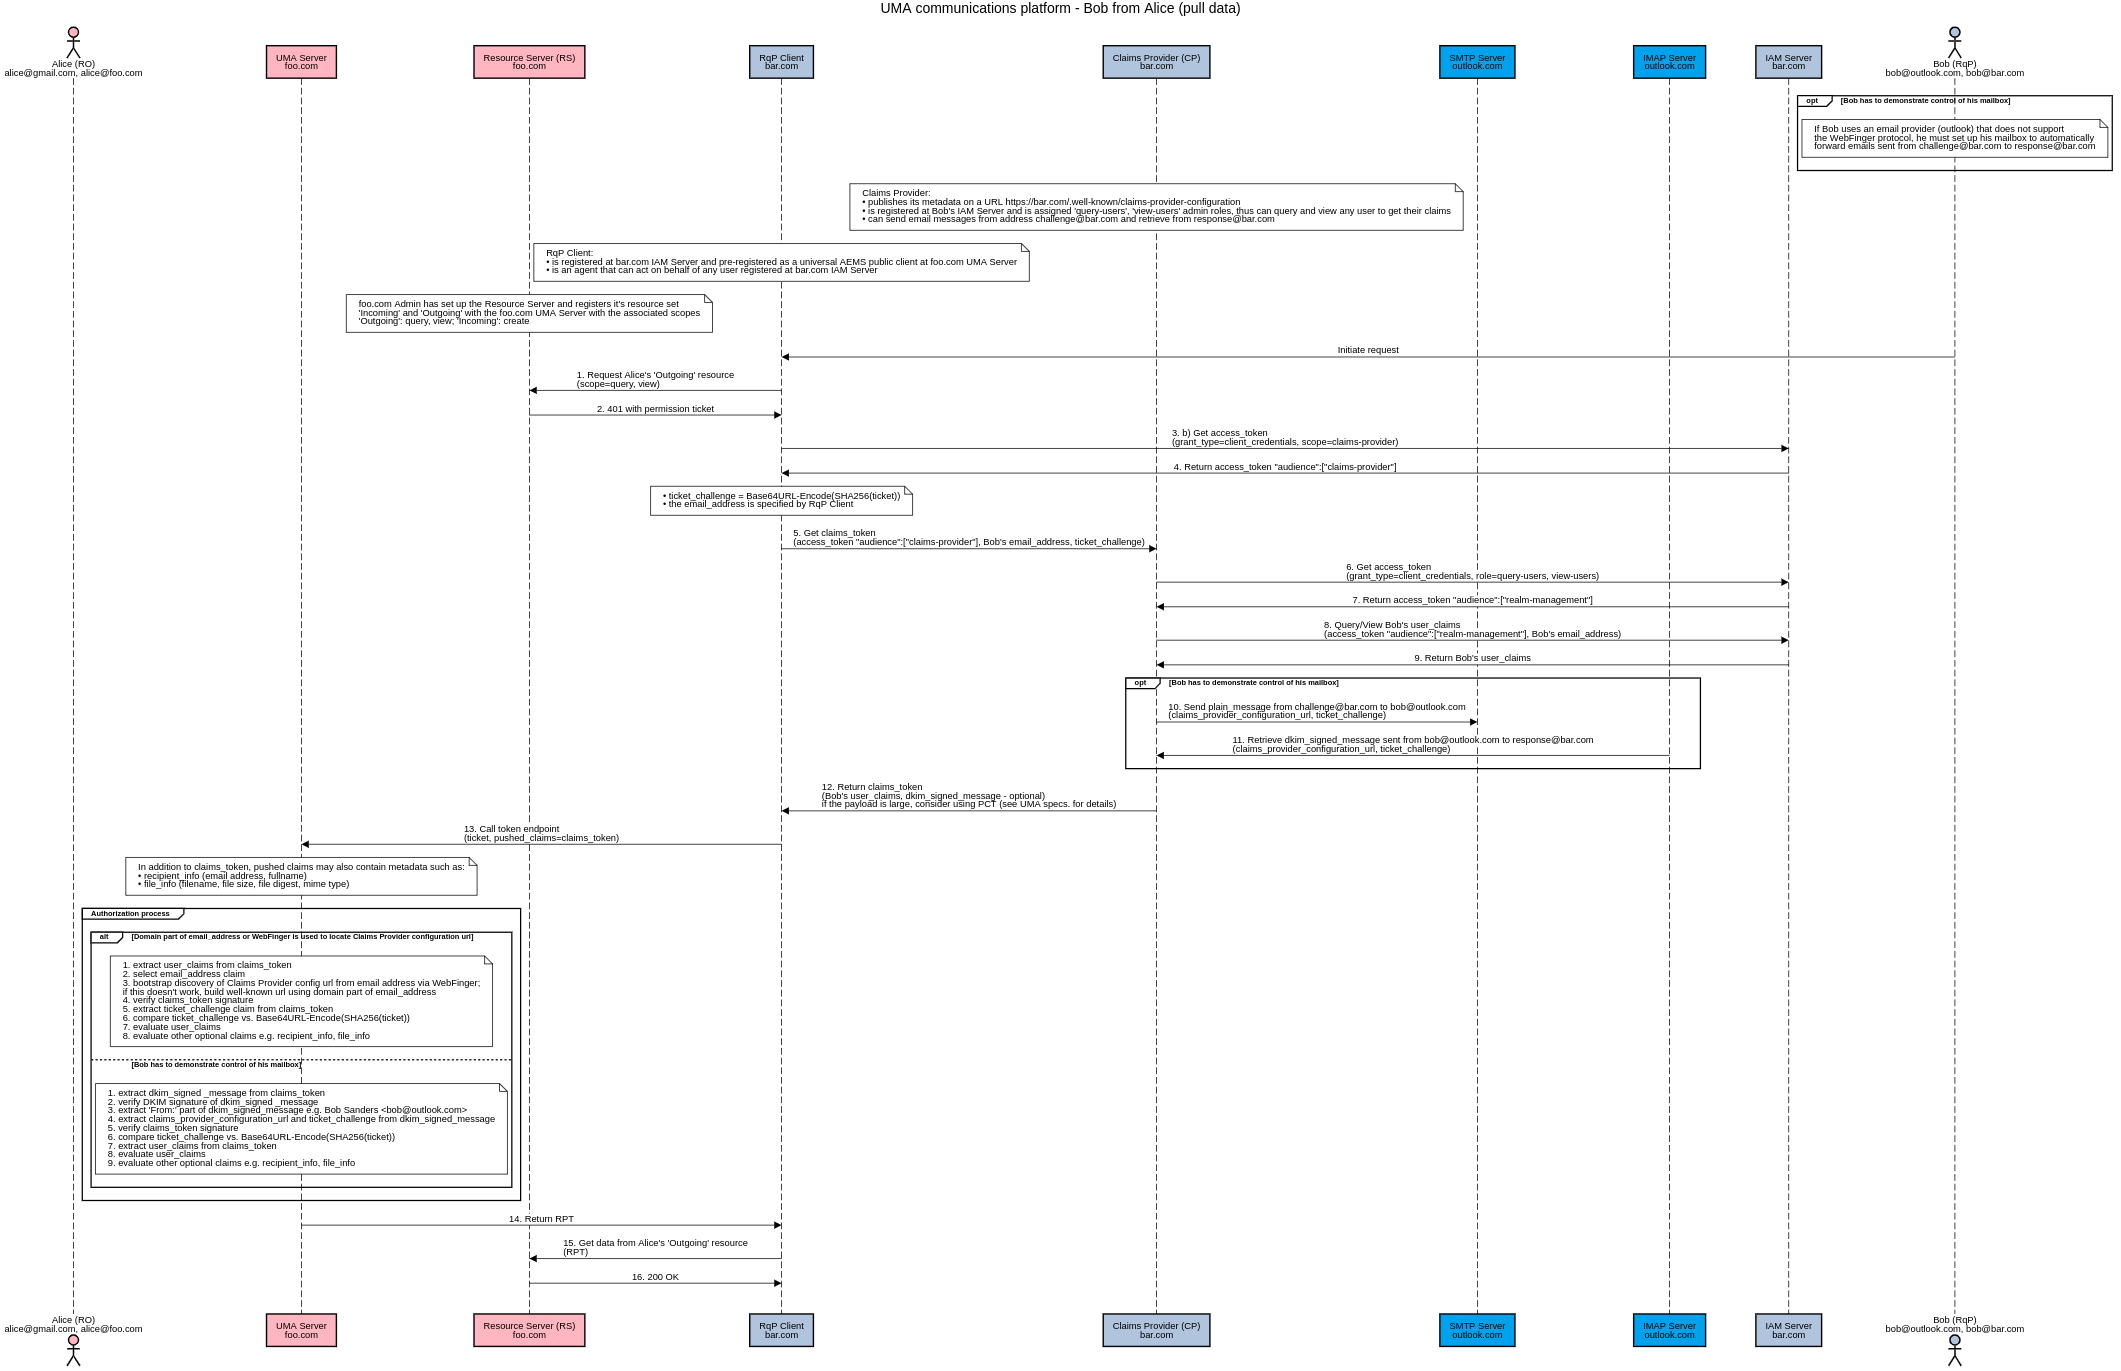 UMA communications platform - Bob from Alice (pull data)
Alice (RO)
alice@gmail.com, alice@foo.com
UMA Server
foo.com
Resource Server (RS)
foo.com
RqP Client
bar.com
Claims Provider (CP)
bar.com
SMTP Server
outlook.com
IMAP Server
outlook.com
IAM Server
bar.com
Bob (RqP)
bob@outlook.com, bob@bar.com
opt
[Bob has to demonstrate control of his mailbox]
If Bob uses an email provider (outlook) that does not support
the WebFinger protocol, he must set up his mailbox to automatically
forward emails sent from challenge@bar.com to response@bar.com
Claims Provider:
• publishes its metadata on a URL https://bar.com/.well-known/claims-provider-configuration
• is registered at Bob's IAM Server and is assigned 'query-users', 'view-users' admin roles, thus can query and view any user to get their claims
• can send email messages from address challenge@bar.com and retrieve from response@bar.com
RqP Client:
• is registered at bar.com IAM Server and pre-registered as a universal AEMS public client at foo.com UMA Server
• is an agent that can act on behalf of any user registered at bar.com IAM Server
foo.com Admin has set up the Resource Server and registers it's resource set
'Incoming' and 'Outgoing' with the foo.com UMA Server with the associated scopes
'Outgoing': query, view; 'Incoming': create
Initiate request
1. Request Alice's 'Outgoing' resource
(scope=query, view)
2. 401 with permission ticket
3. b) Get access_token
(grant_type=client_credentials, scope=claims-provider)
4. Return access_token "audience":["claims-provider"]
• ticket_challenge = Base64URL-Encode(SHA256(ticket))
• the email_address is specified by RqP Client
5. Get claims_token
(access_token "audience":["claims-provider"], Bob's email_address, ticket_challenge)
6. Get access_token
(grant_type=client_credentials, role=query-users, view-users)
7. Return access_token "audience":["realm-management"]
8. Query/View Bob's user_claims
(access_token "audience":["realm-management"], Bob's email_address)
9. Return Bob's user_claims
opt
[Bob has to demonstrate control of his mailbox]
10. Send plain_message from challenge@bar.com to bob@outlook.com
(claims_provider_configuration_url, ticket_challenge)
11. Retrieve dkim_signed_message sent from bob@outlook.com to response@bar.com
(claims_provider_configuration_url, ticket_challenge)
12. Return claims_token
(Bob's user_claims, dkim_signed_message - optional)
if the payload is large, consider using PCT (see UMA specs. for details)
13. Call token endpoint
(ticket, pushed_claims=claims_token)
In addition to claims_token, pushed claims may also contain metadata such as:
• recipient_info (email address, fullname)
• file_info (filename, file size, file digest, mime type)
Authorization process
alt
[Domain part of email_address or WebFinger is used to locate Claims Provider configuration url]
1. extract user_claims from claims_token
2. select email_address claim
3. bootstrap discovery of Claims Provider config url from email address via WebFinger;
if this doesn't work, build well-known url using domain part of email_address
4. verify claims_token signature
5. extract ticket_challenge claim from claims_token
6. compare ticket_challenge vs. Base64URL-Encode(SHA256(ticket))
7. evaluate user_claims
8. evaluate other optional claims e.g. recipient_info, file_info
[Bob has to demonstrate control of his mailbox]
1. extract dkim_signed _message from claims_token
2. verify DKIM signature of dkim_signed _message
3. extract 'From:' part of dkim_signed_message e.g. Bob Sanders <bob@outlook.com>
4. extract claims_provider_configuration_url and ticket_challenge from dkim_signed_message
5. verify claims_token signature
6. compare ticket_challenge vs. Base64URL-Encode(SHA256(ticket))
7. extract user_claims from claims_token
8. evaluate user_claims
9. evaluate other optional claims e.g. recipient_info, file_info
14. Return RPT
15. Get data from Alice's 'Outgoing' resource
(RPT)
16. 200 OK
Alice (RO)
alice@gmail.com, alice@foo.com
UMA Server
foo.com
Resource Server (RS)
foo.com
RqP Client
bar.com
Claims Provider (CP)
bar.com
SMTP Server
outlook.com
IMAP Server
outlook.com
IAM Server
bar.com
Bob (RqP)
bob@outlook.com, bob@bar.com